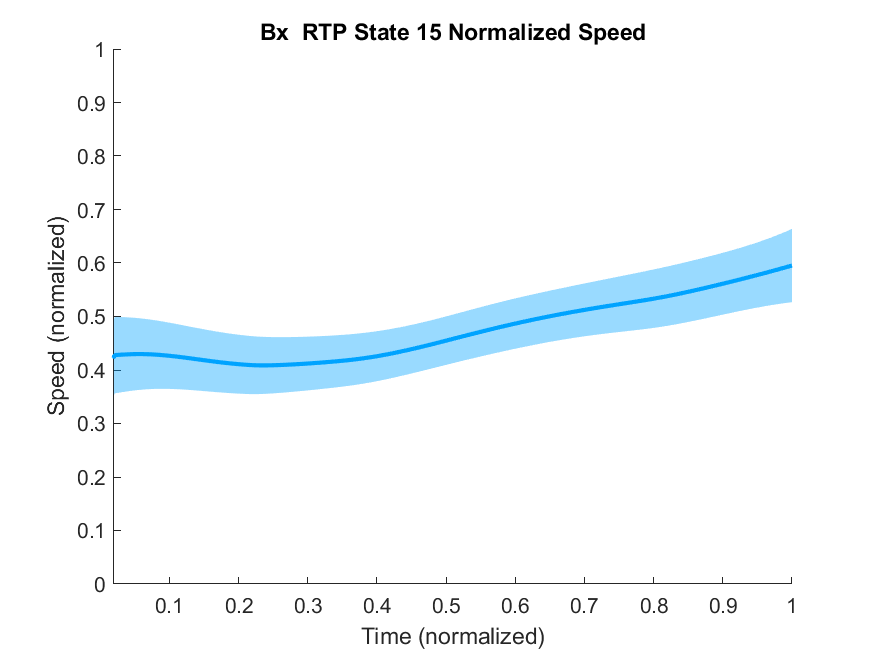 Bx  RTP State 15 Normalized Speed
1
0.9
0.8
0.7
0.6
0.5
0.4
0.3
0.2
0.1
0
Speed (normalized)
0.1 0.2 0.3 0.4 0.5 0.6 0.7 0.8 0.9 1
Time (normalized)